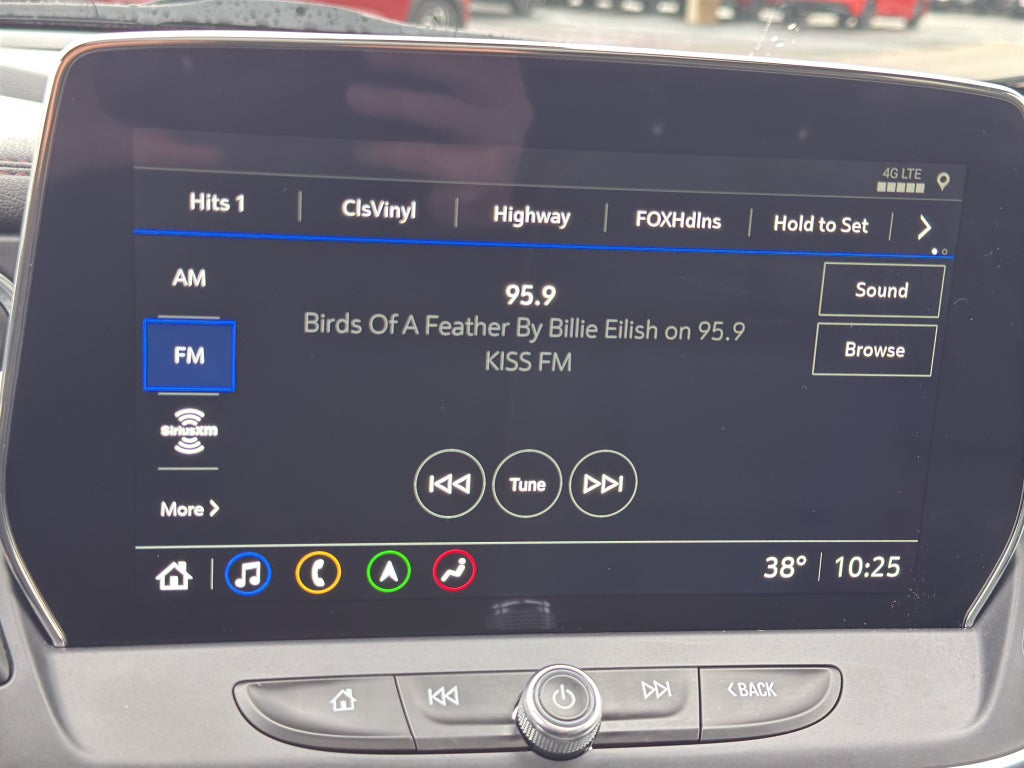 4G LTE
Hits 1 ClsVinyl Highway FOXHdlns Hold to Set
AM
95.9
Sound
Birds Of A Feather By Billie Eilish on 95.9
KISS FM
FM
Browse
SiriusXM
More
Tune
38° 10:25
BACK